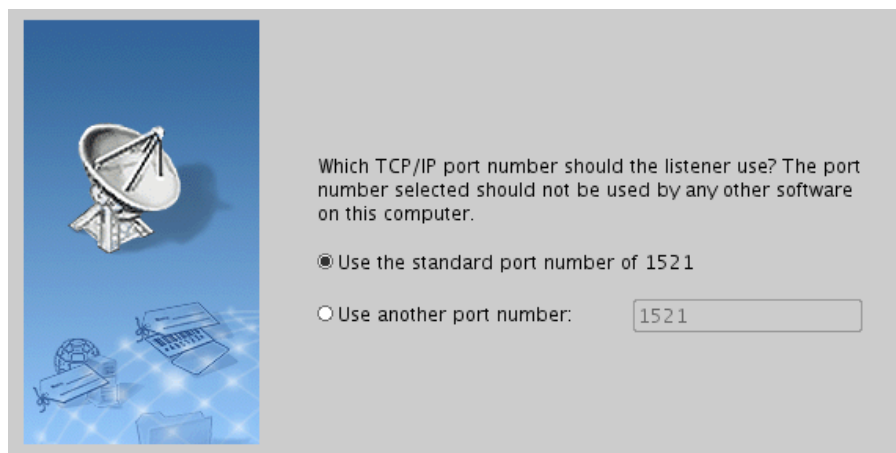 Which TCP/IP port number should the listener use? The port
number selected should not be used by any other software
on this computer.
Use the standard port number of 1521
Use another port number:
1521